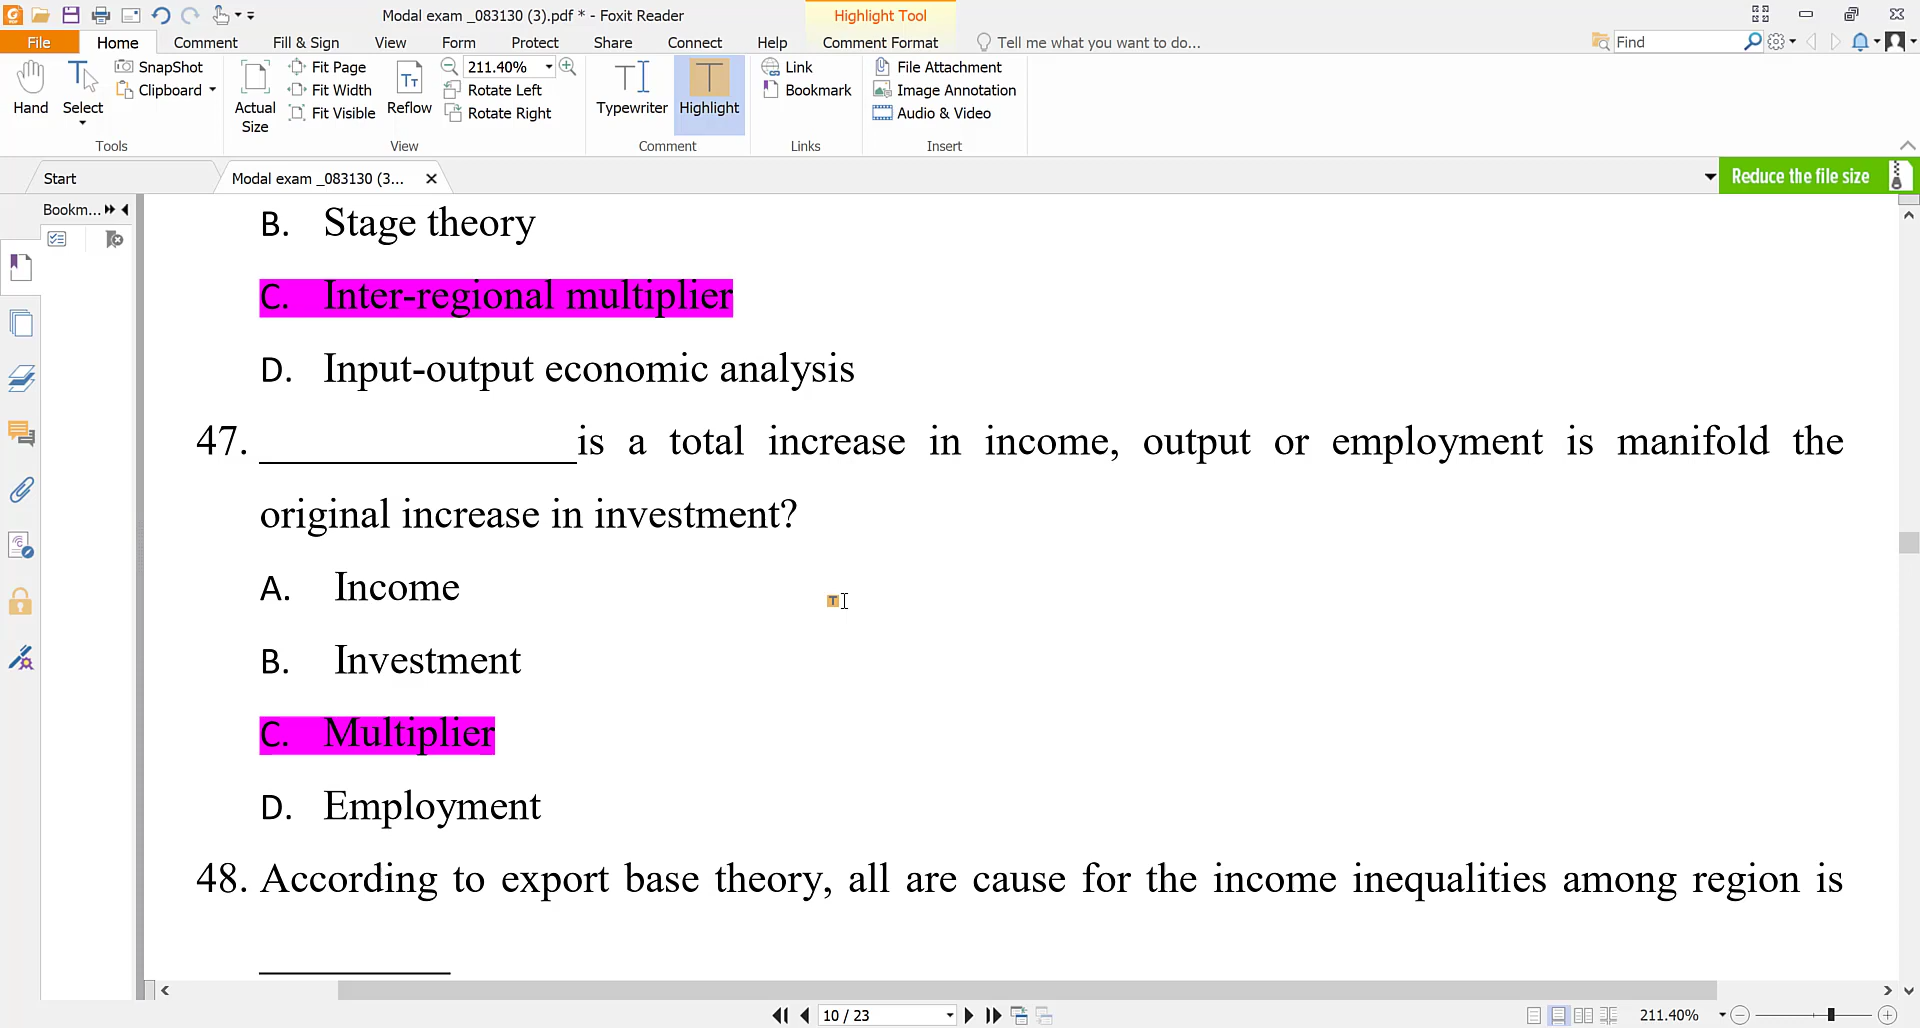 Modal exam _083130 (3).pdf * - Foxit Reader
Highlight Tool
File Home Comment Fill & Sign View Form Protect Share Connect Help Comment Format Tell me what you want to do... Find
Hand
Select
SnapShot
Clipboard
Tools
Actual Size
Fit Page
Fit Width
Fit Visible
Reflow
211.40%
Rotate Left
Rotate Right
View
Typewriter
Highlight
Comment
Link
Bookmark
Links
File Attachment
Image Annotation
Audio & Video
Insert
Start
Modal exam _083130 (3...
Reduce the file size
Bookm...
B. Stage theory
C. Inter-regional multiplier
D. Input-output economic analysis
47. _______________is a total increase in income, output or employment is manifold the
original increase in investment?
A. Income
B. Investment
C. Multiplier
D. Employment
48. According to export base theory, all are cause for the income inequalities among region is
_________
10 / 23
211.40%